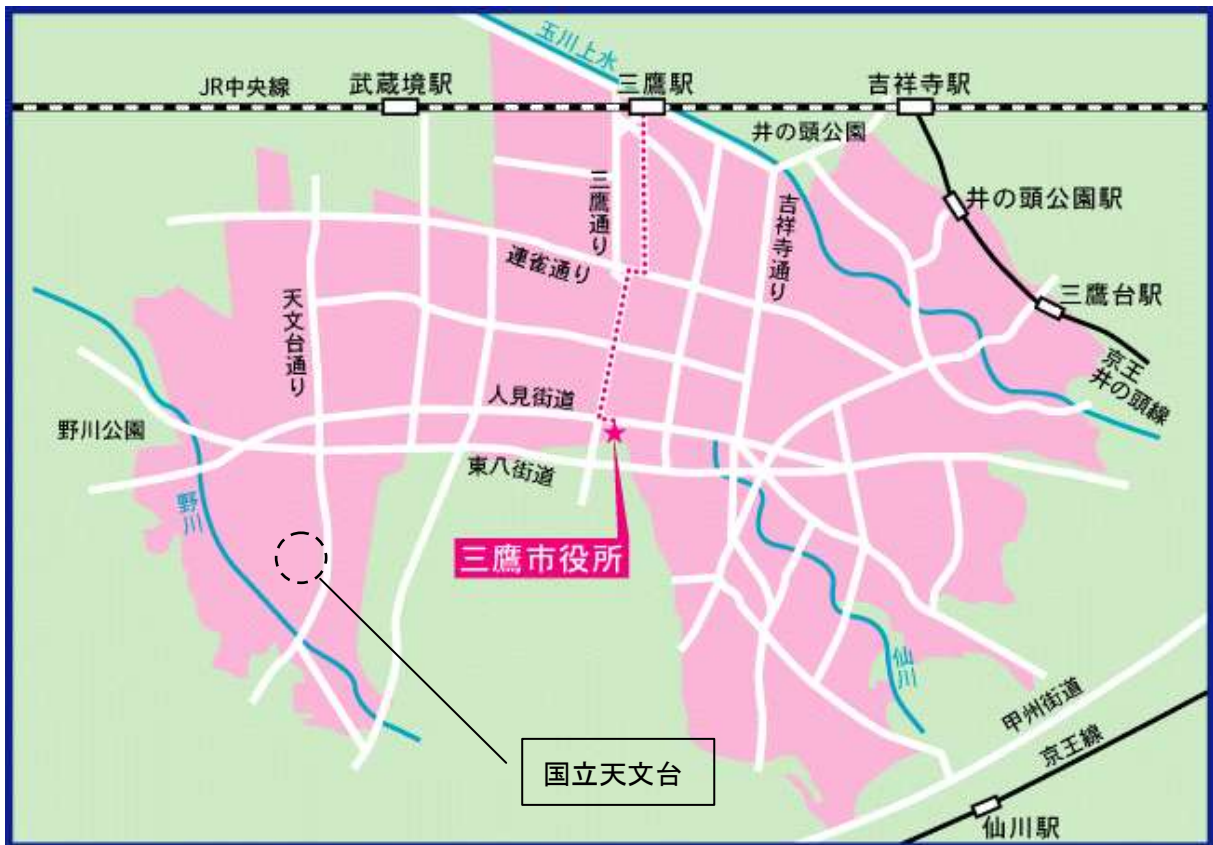 玉川上水
JR中央線
武蔵境駅
三鷹駅
吉祥寺駅
井の頭公園
三鷹通り
吉祥寺通り
井の頭公園駅
連雀通り
天文台通り
三鷹台駅
京王
井の頭線
人見街道
野川公園
東八街道
野川
三鷹市役所
仙川
甲州街道
京王線
国立天文台
仙川駅